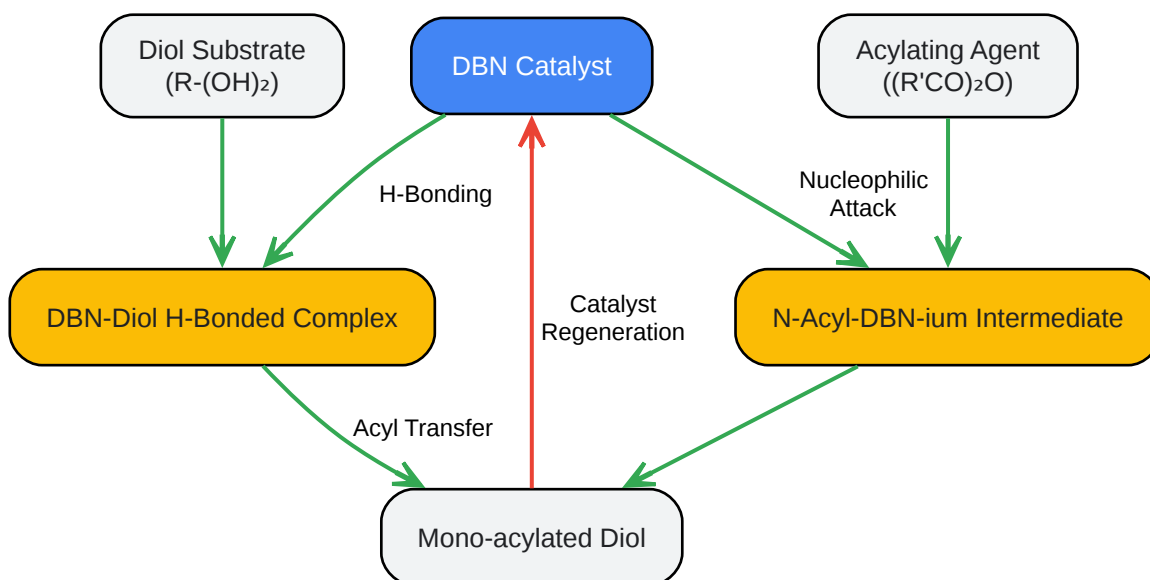 Diol Substrate
(R-(OH)₂)
DBN Catalyst
Acylating Agent
((R'CO)₂O)
H-Bonding
Nucleophilic
Attack
DBN-Diol H-Bonded Complex
Catalyst
Regeneration
N-Acyl-DBN-ium Intermediate
Acyl Transfer
Mono-acylated Diol